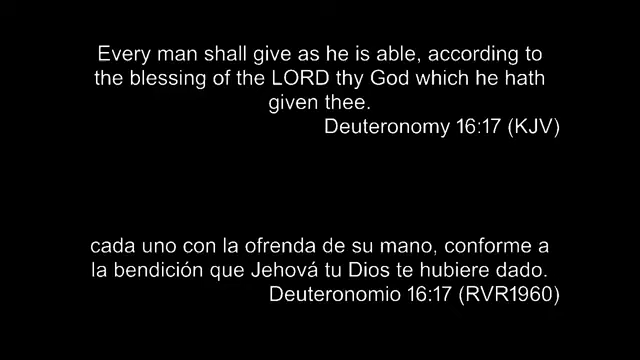 Every man shall give as he is able, according to
the blessing of the LORD thy God which he hath
given thee.
Deuteronomy 16:17 (KJV)
cada uno con la ofrenda de su mano, conforme a
la bendición que Jehová tu Dios te hubiere dado.
Deuteronomio 16:17 (RVR1960)